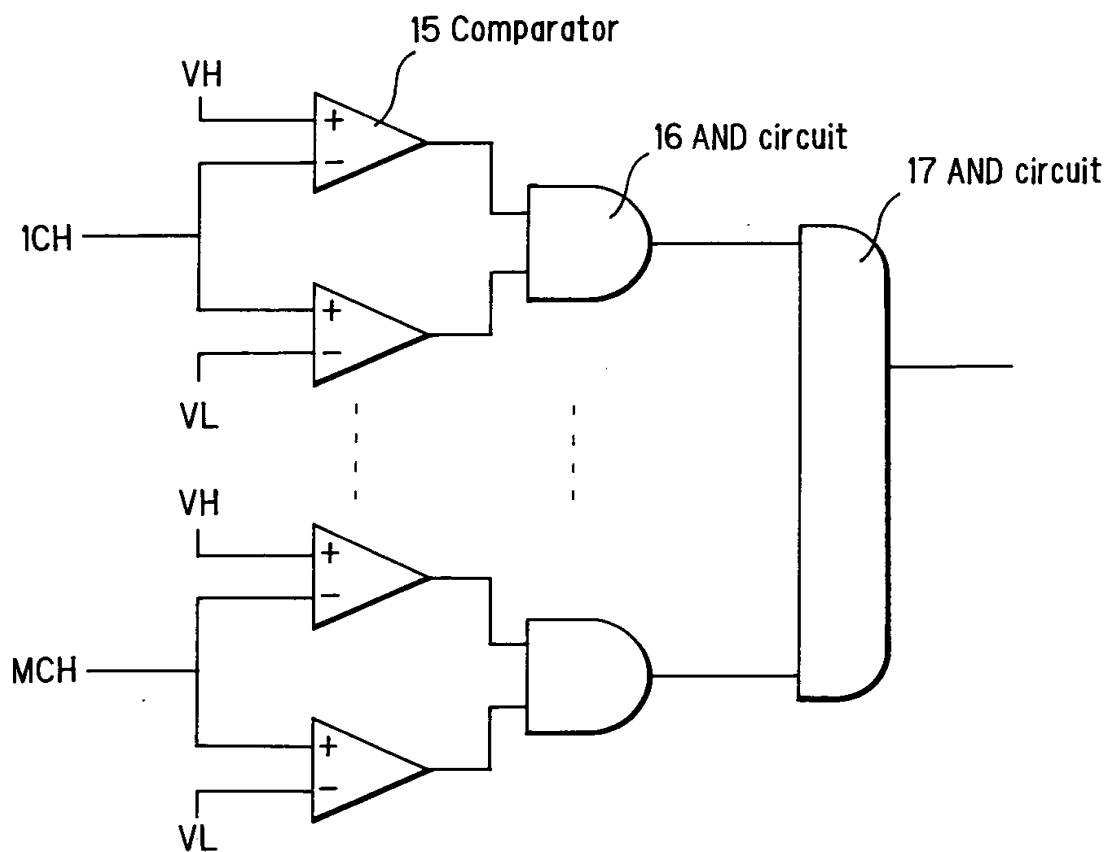 15 Comparator
VH
+
−
16 AND circuit
17 AND circuit
1CH
+
−
VL
VH
+
−
MCH
+
−
VL